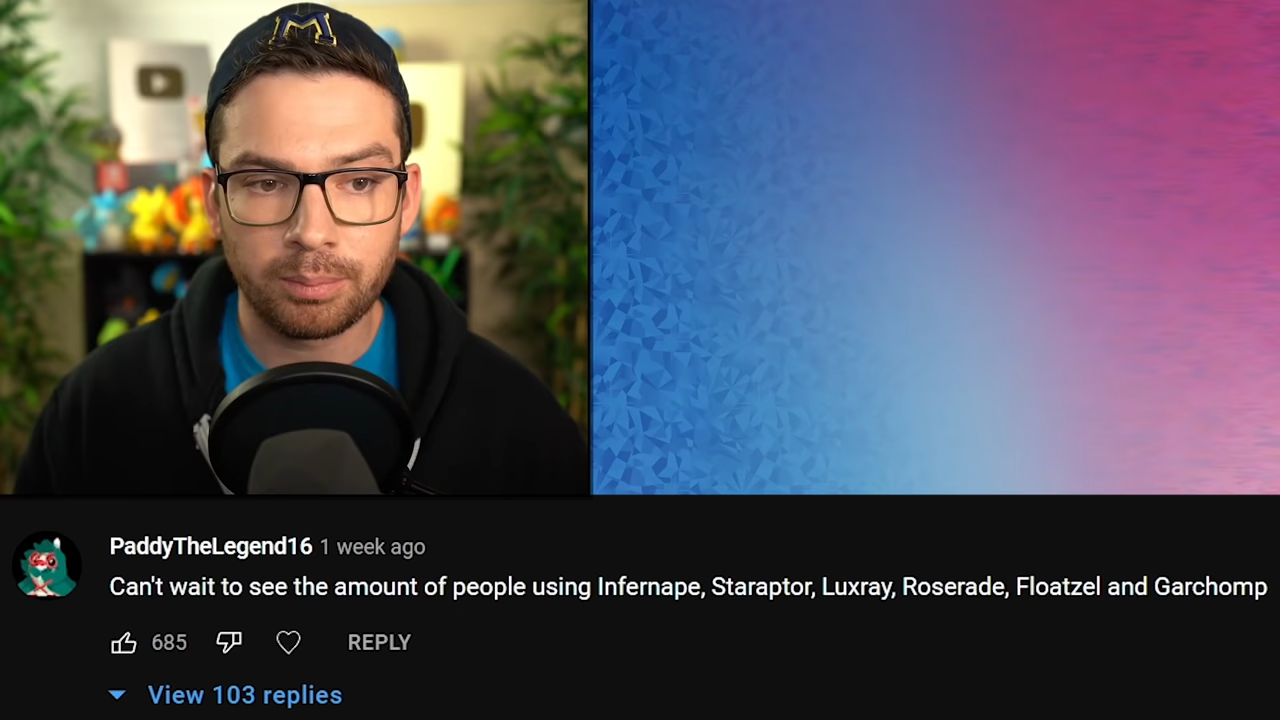 M
PaddyTheLegend16 1 week ago
Can't wait to see the amount of people using Infernape, Staraptor, Luxray, Roserade, Floatzel and Garchomp
685 REPLY
View 103 replies